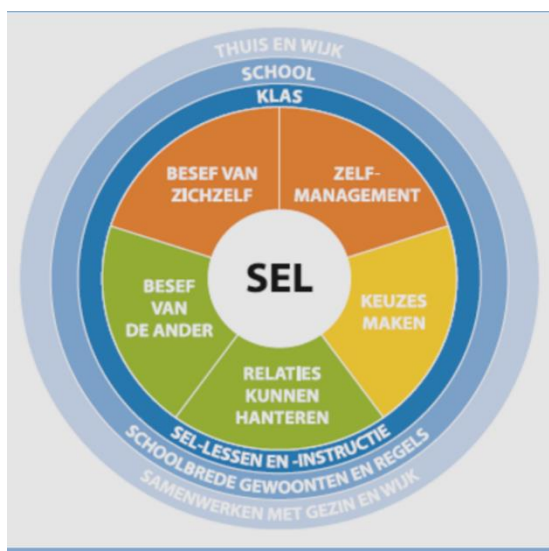 THUIS EN WIJK
SCHOOL
KLAS
BESEF VAN
ZICHZELF
ZELF-
MANAGEMENT
SEL
BESEF
VAN
DE ANDER
KEUZES
MAKEN
RELATIES
KUNNEN
HANTEREN
SEL-LESSEN EN -INSTRUCTIE
SCHOOLBREDE GEWOONTEN EN REGELS
SAMENWERKEN MET GEZIN EN WIJK